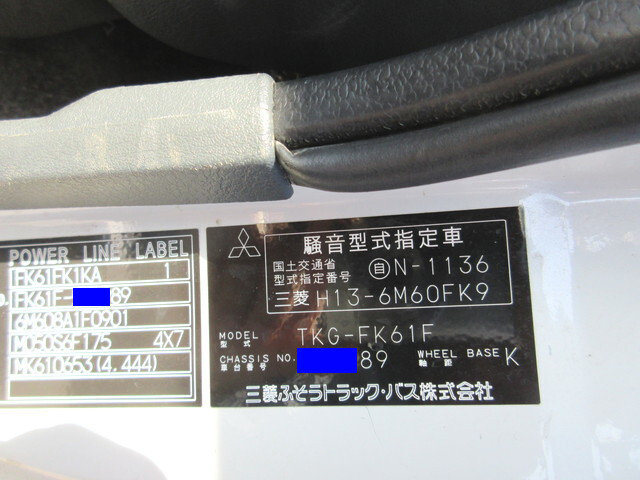 POWER LINE LABEL
1FK61FK1KA 1
FK61F- 89
6M60BA1F0901
M050S6F175 4X7
MK610653(4.444)
騒音型式指定車
国土交通省
型式指定番号 自N-1136
三菱 H13-6M60FK9
MODEL
型式 TKG-FK61F
CHASSIS NO.
車台番号 89 WHEEL BASE
軸距 K
三菱ふそうトラック・バス株式会社